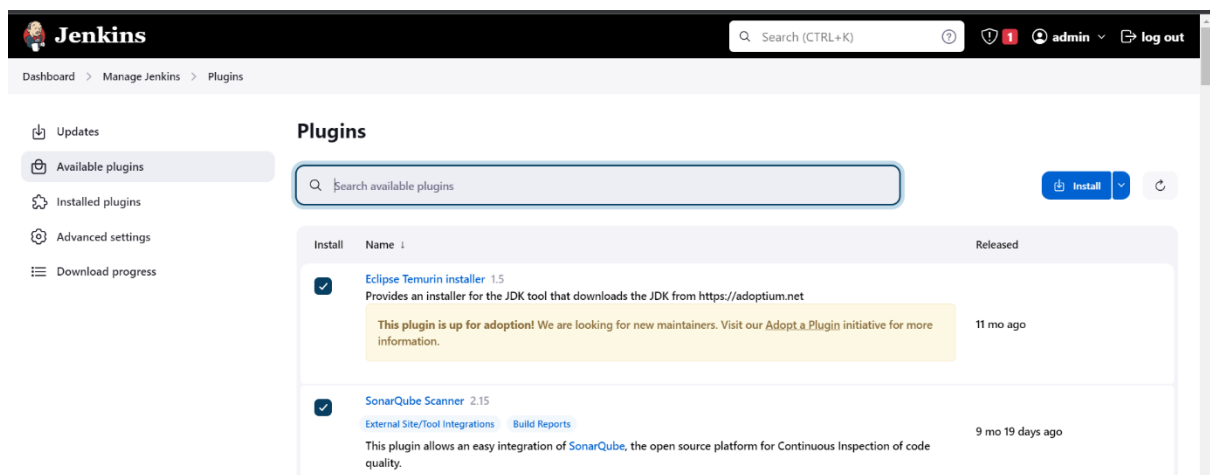 Jenkins
Search (CTRL+K)
1
admin
log out
Dashboard > Manage Jenkins > Plugins
Updates
Available plugins
Installed plugins
Advanced settings
Download progress
Plugins
Search available plugins
Install
Install Name ↓ Released
Eclipse Temurin installer 1.5
Provides an installer for the JDK tool that downloads the JDK from https://adoptium.net
This plugin is up for adoption! We are looking for new maintainers. Visit our Adopt a Plugin initiative for more
information.
11 mo ago
SonarQube Scanner 2.15
External Site/Tool Integrations Build Reports
This plugin allows an easy integration of SonarQube, the open source platform for Continuous Inspection of code
quality.
9 mo 19 days ago